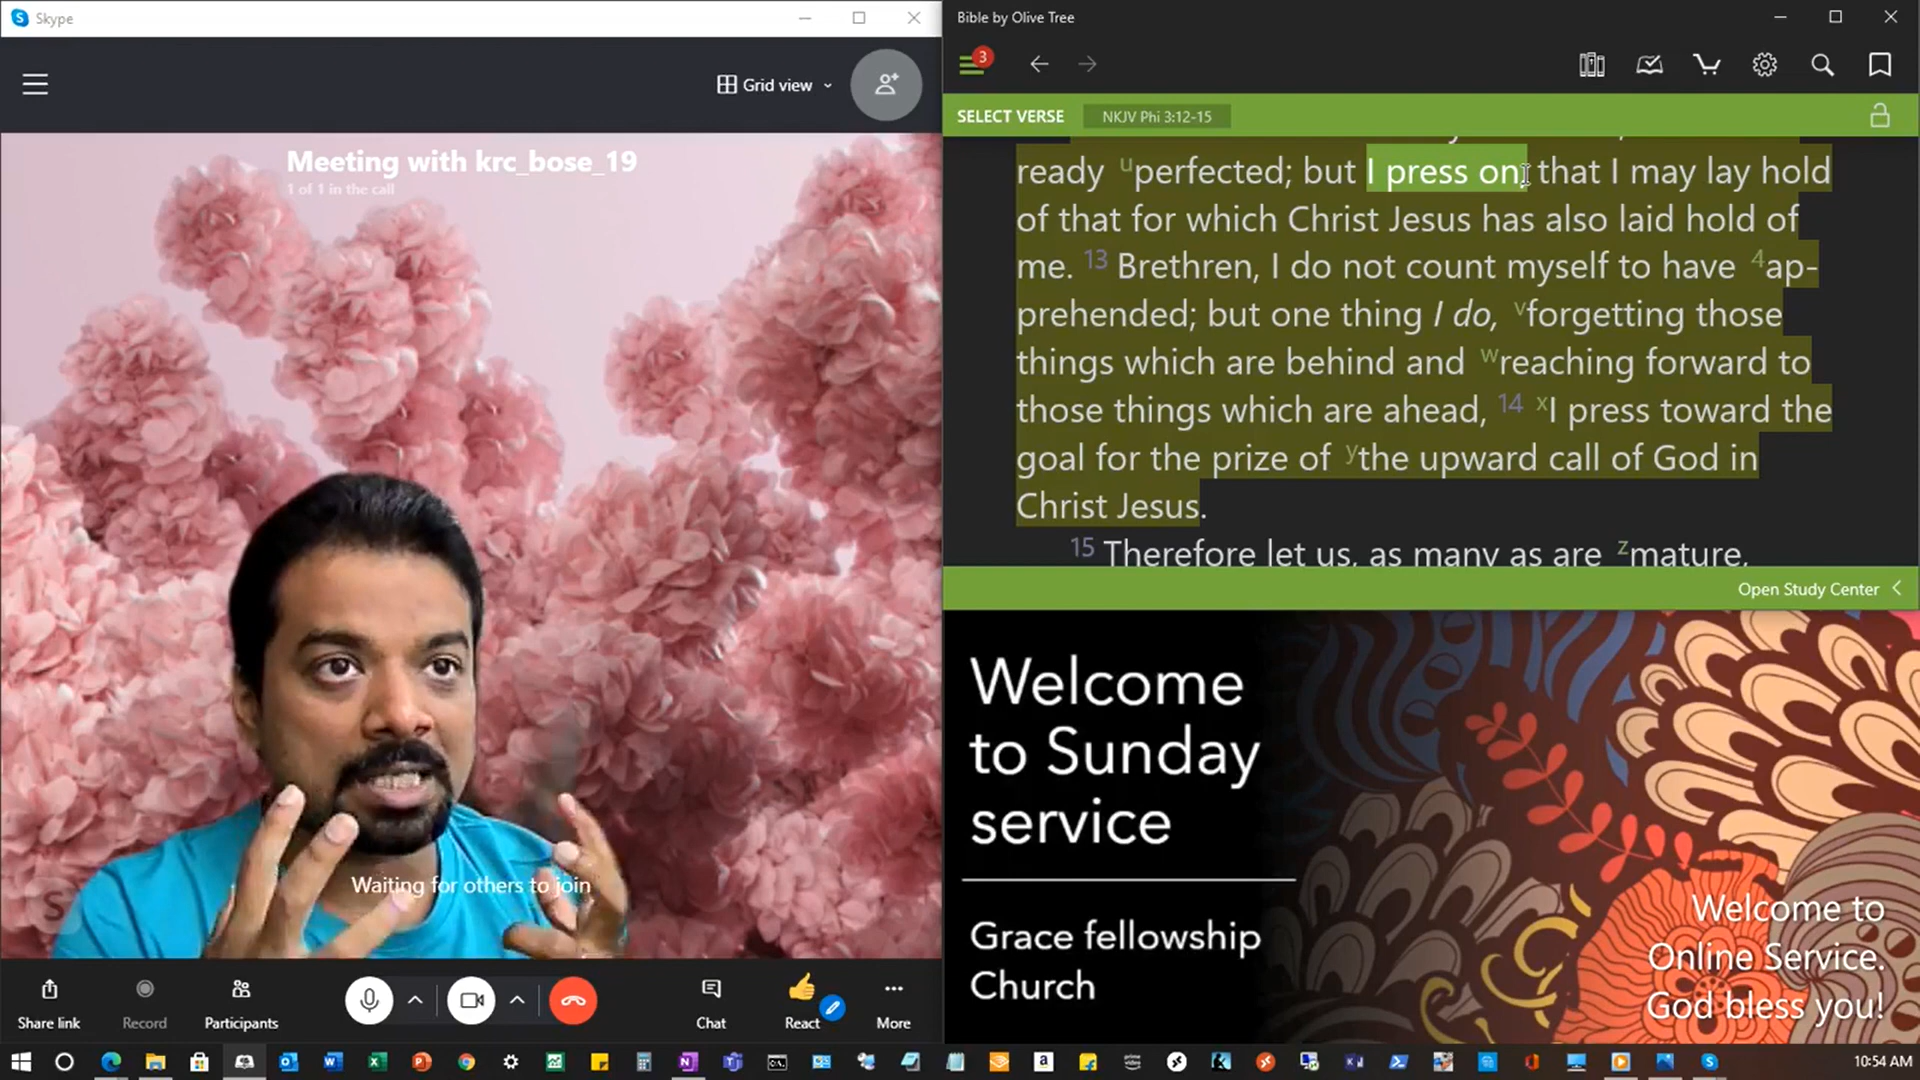 Skype
Grid view
Meeting with krc_bose_19
1 of 1 in the call
Waiting for others to join
Share link
Record
Participants
Chat
React
More
Bible by Olive Tree
3
SELECT VERSE
NKJV Phi 3:12-15
ready uperfected; but I press on, that I may lay hold
of that for which Christ Jesus has also laid hold of
me. 13 Brethren, I do not count myself to have 4ap-
prehended; but one thing I do, vforgetting those
things which are behind and wreaching forward to
those things which are ahead, 14 xI press toward the
goal for the prize of ythe upward call of God in
Christ Jesus.
15 Therefore let us, as many as are zmature,
Open Study Center
Welcome
to Sunday
service
Grace fellowship
Church
Welcome to
Online Service.
God bless you!
10:54 AM